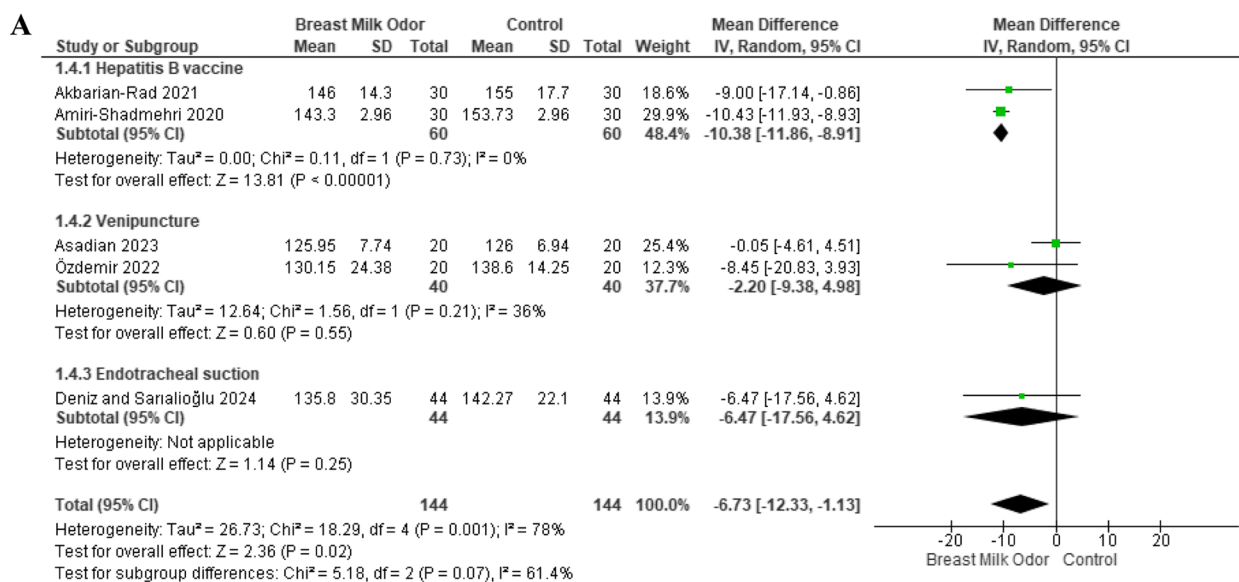 A
Breast Milk Odor Control Mean Difference Mean Difference
Study or Subgroup Mean SD Total Mean SD Total Weight IV, Random, 95% CI IV, Random, 95% CI
1.4.1 Hepatitis B vaccine
Akbarian-Rad 2021 146 14.3 30 155 17.7 30 18.6% -9.00 [-17.14, -0.86]
Amiri-Shadmehri 2020 143.3 2.96 30 153.73 2.96 30 29.9% -10.43 [-11.93, -8.93]
Subtotal (95% CI) 60 60 48.4% -10.38 [-11.86, -8.91]
Heterogeneity: Tau² = 0.00; Chi² = 0.11, df = 1 (P = 0.73); I² = 0%
Test for overall effect: Z = 13.81 (P < 0.00001)
1.4.2 Venipuncture
Asadian 2023 125.95 7.74 20 126 6.94 20 25.4% -0.05 [-4.61, 4.51]
Özdemir 2022 130.15 24.38 20 138.6 14.25 20 12.3% -8.45 [-20.83, 3.93]
Subtotal (95% CI) 40 40 37.7% -2.20 [-9.38, 4.98]
Heterogeneity: Tau² = 12.64; Chi² = 1.56, df = 1 (P = 0.21); I² = 36%
Test for overall effect: Z = 0.60 (P = 0.55)
1.4.3 Endotracheal suction
Deniz and Sarıalioğlu 2024 135.8 30.35 44 142.27 22.1 44 13.9% -6.47 [-17.56, 4.62]
Subtotal (95% CI) 44 44 13.9% -6.47 [-17.56, 4.62]
Heterogeneity: Not applicable
Test for overall effect: Z = 1.14 (P = 0.25)
Total (95% CI) 144 144 100.0% -6.73 [-12.33, -1.13]
Heterogeneity: Tau² = 26.73; Chi² = 18.29, df = 4 (P = 0.001); I² = 78%
Test for overall effect: Z = 2.36 (P = 0.02)
Test for subgroup differences: Chi² = 5.18, df = 2 (P = 0.07), I² = 61.4%
-20 -10 0 10 20
Breast Milk Odor Control